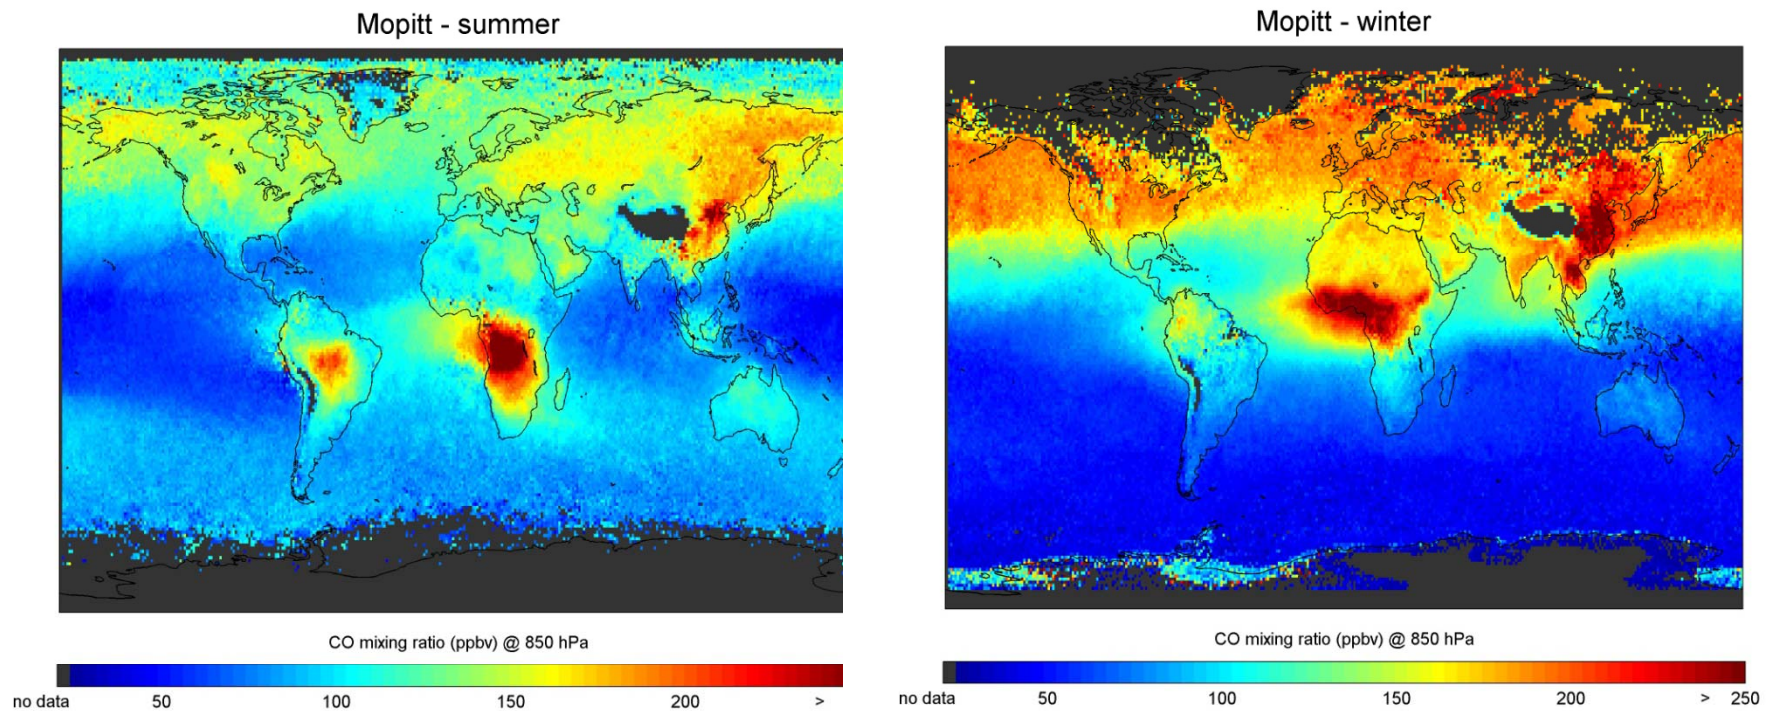 Mopitt - summer
CO mixing ratio (ppbv) @ 850 hPa
no data 50 100 150 200 >
Mopitt - winter
CO mixing ratio (ppbv) @ 850 hPa
no data 50 100 150 200 > 250